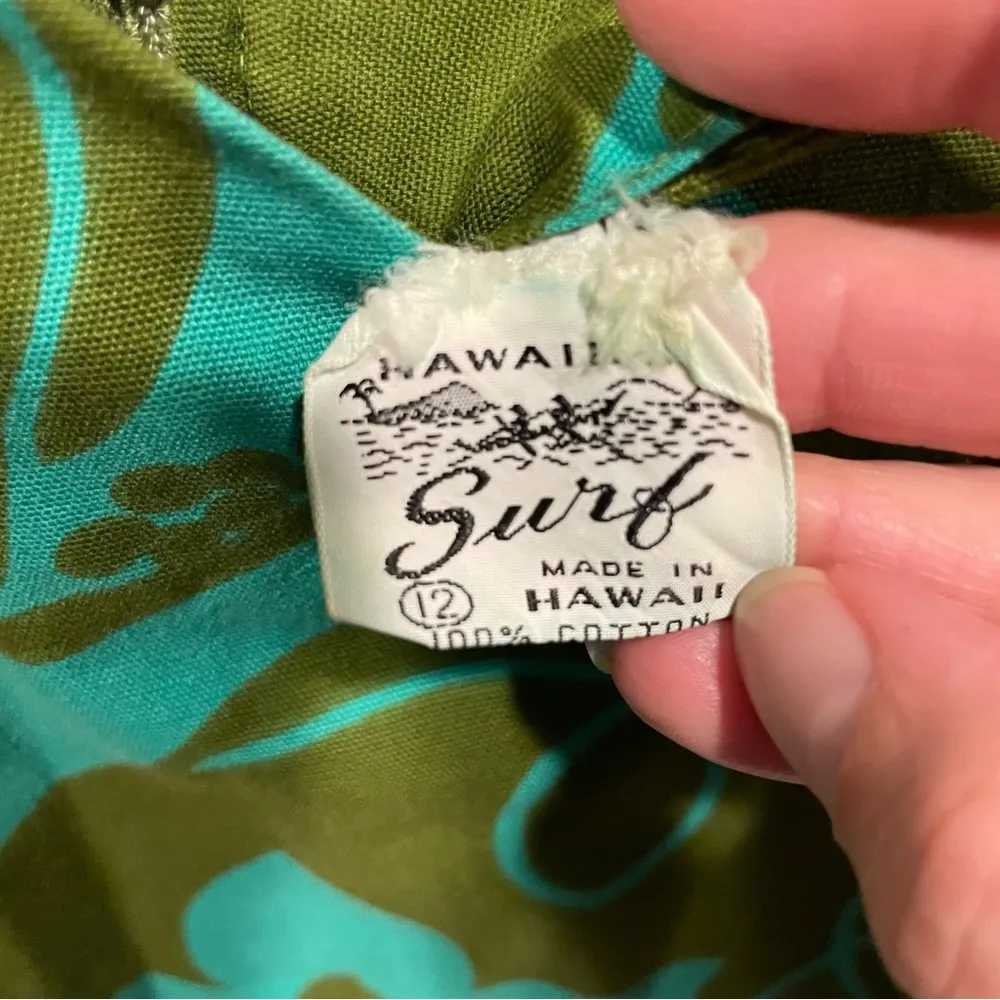 HAWAII
Surf
MADE IN
12 HAWAII
100% COTTON